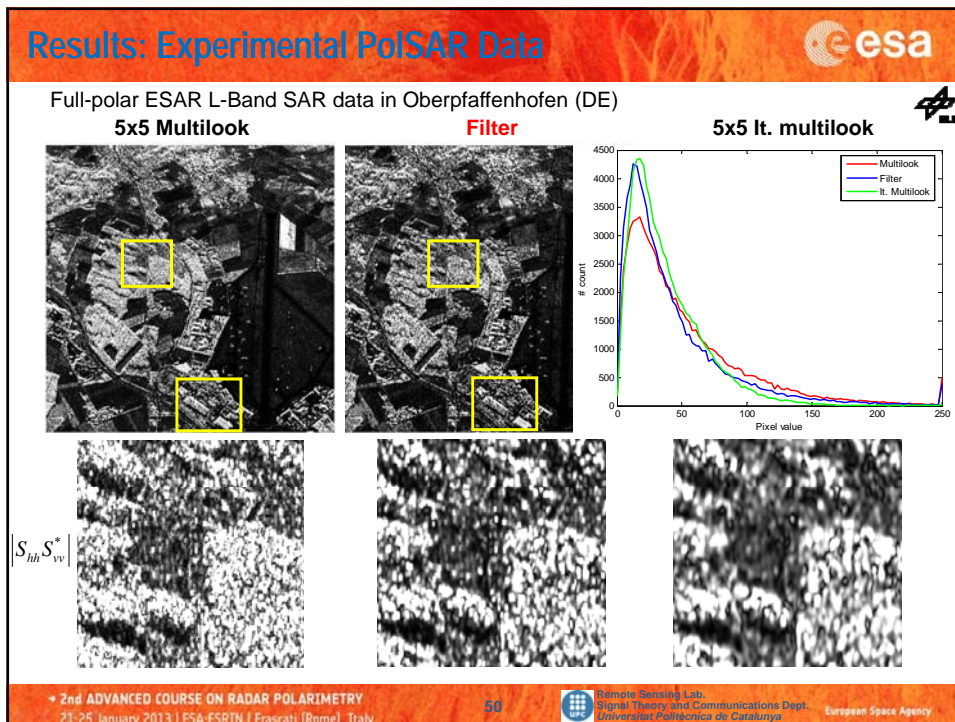 Results: Experimental PolSAR Data
esa
Full-polar ESAR L-Band SAR data in Oberpfaffenhofen (DE)
DLR
5x5 Multilook
Filter
5x5 It. multilook
4500
4000
3500
3000
2500
2000
1500
1000
500
0
# count
0 50 100 150 200 250
Pixel value
Multilook
Filter
It. Multilook
|S_hh S_vv^*|
→ 2nd ADVANCED COURSE ON RADAR POLARIMETRY
21-25 January 2013 | ESA-ESRIN | Frascati (Rome), Italy
50
UPC
Remote Sensing Lab.
Signal Theory and Communications Dept.
Universitat Politècnica de Catalunya
European Space Agency